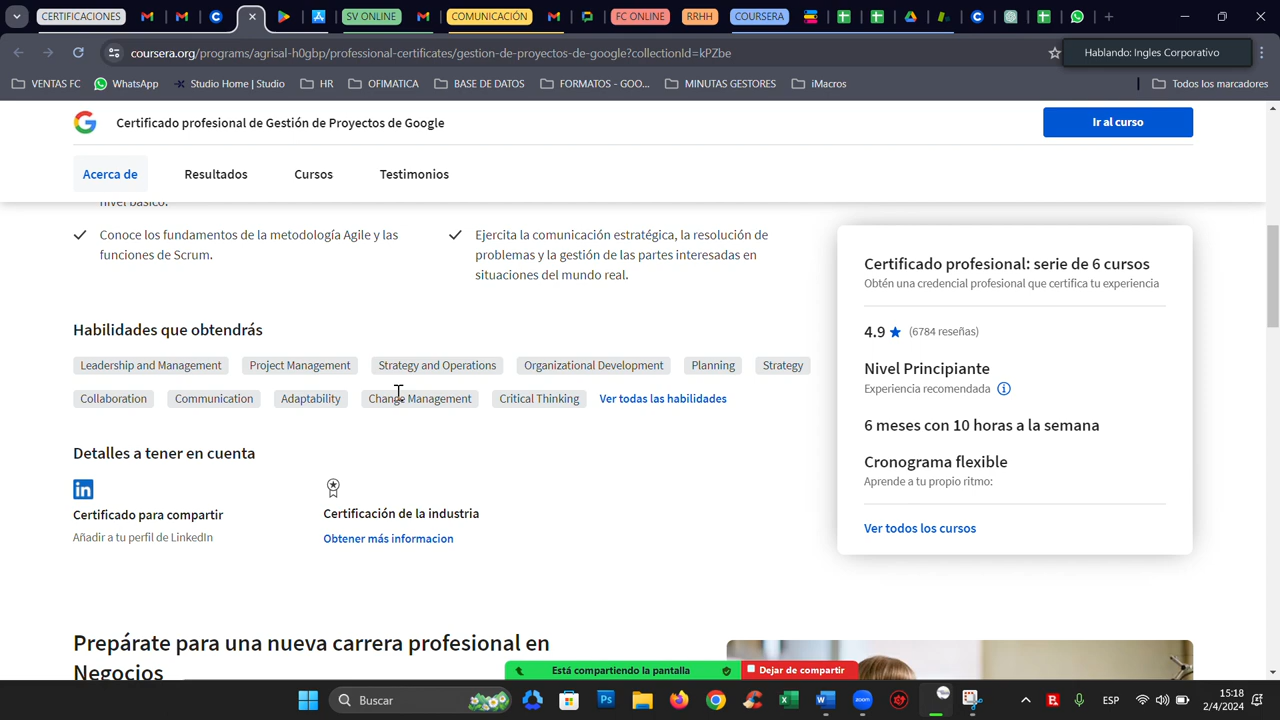 CERTIFICACIONES SV ONLINE COMUNICACIÓN FC ONLINE RRHH COURSERA
coursera.org/programs/agrisal-h0gbp/professional-certificates/gestion-de-proyectos-de-google?collectionId=kPZbe
Hablando: Ingles Corporativo
VENTAS FC WhatsApp Studio Home | Studio HR OFIMATICA BASE DE DATOS FORMATOS - GOO... MINUTAS GESTORES iMacros Todos los marcadores
Certificado profesional de Gestión de Proyectos de Google
Ir al curso
Acerca de Resultados Cursos Testimonios
nivel básico.
Conoce los fundamentos de la metodología Agile y las
funciones de Scrum.
Ejercita la comunicación estratégica, la resolución de
problemas y la gestión de las partes interesadas en
situaciones del mundo real.
Habilidades que obtendrás
Leadership and Management Project Management Strategy and Operations Organizational Development Planning Strategy
Collaboration Communication Adaptability Change Management Critical Thinking Ver todas las habilidades
Detalles a tener en cuenta
Certificado para compartir
Añadir a tu perfil de LinkedIn
Certificación de la industria
Obtener más informacion
Certificado profesional: serie de 6 cursos
Obtén una credencial profesional que certifica tu experiencia
4.9 (6784 reseñas)
Nivel Principiante
Experiencia recomendada
6 meses con 10 horas a la semana
Cronograma flexible
Aprende a tu propio ritmo:
Ver todos los cursos
Prepárate para una nueva carrera profesional en
Negocios
Está compartiendo la pantalla Dejar de compartir
Buscar
ESP
15:18
2/4/2024